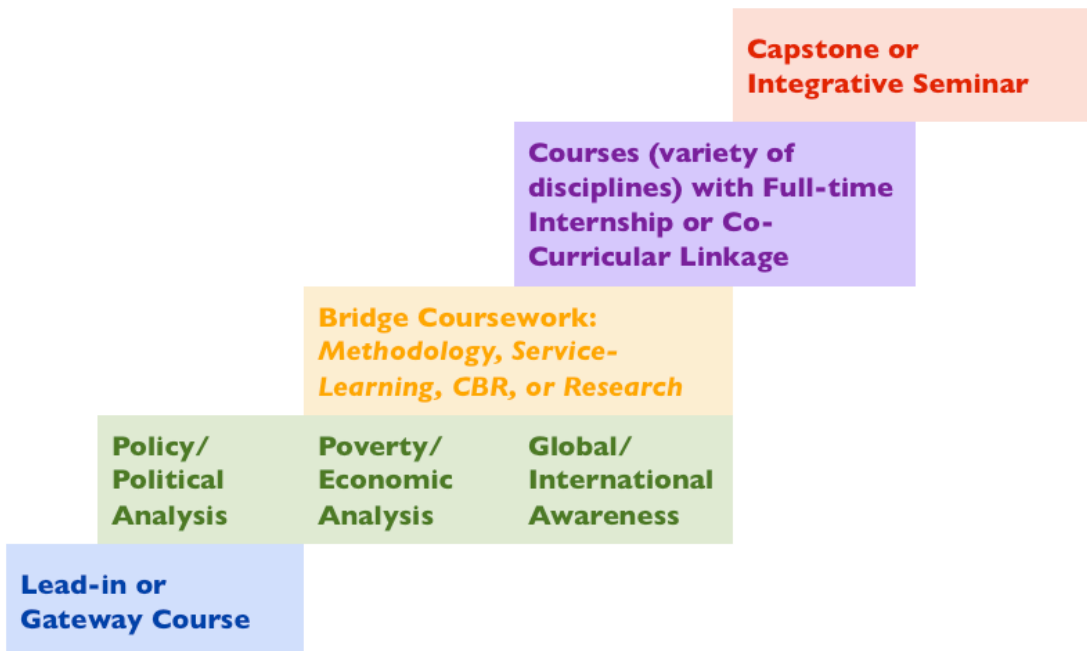 Capstone or
Integrative Seminar
Courses (variety of
disciplines) with Full-time
Internship or Co-
Curricular Linkage
Bridge Coursework:
Methodology, Service-
Learning, CBR, or Research
Policy/
Political
Analysis
Poverty/
Economic
Analysis
Global/
International
Awareness
Lead-in or
Gateway Course